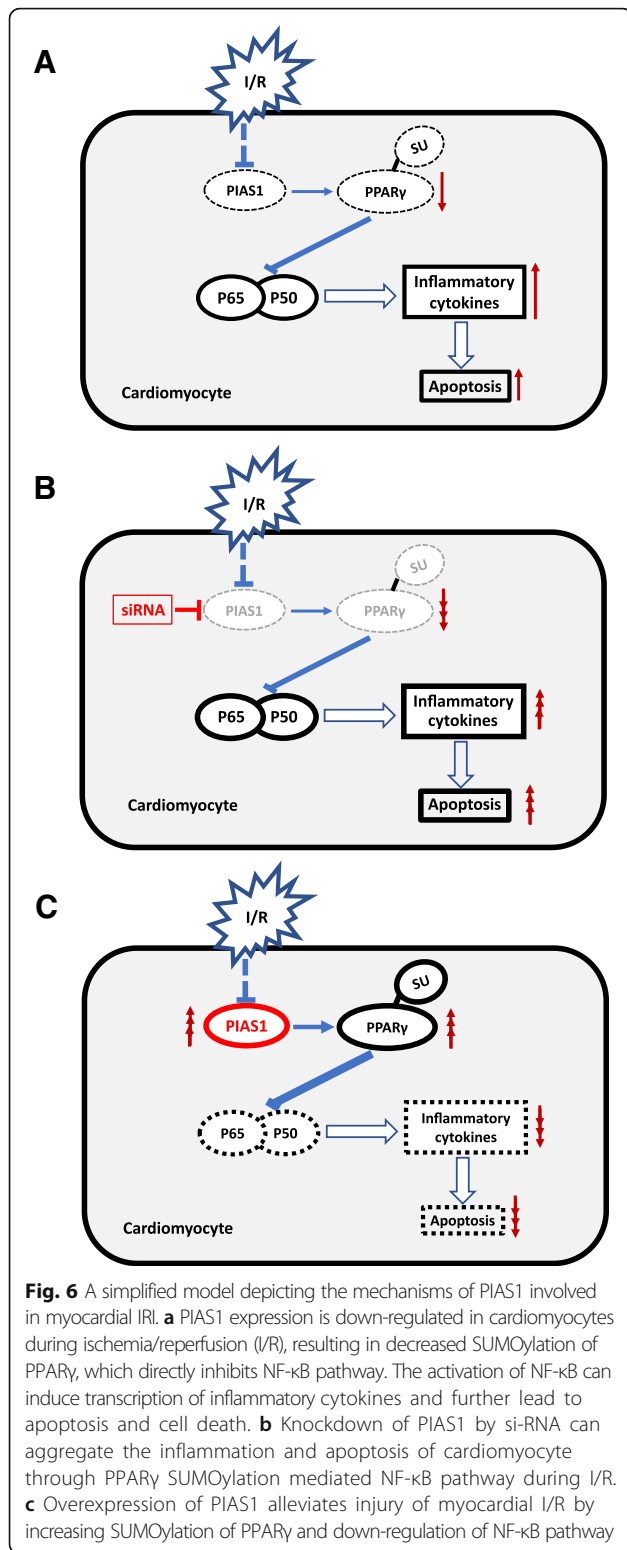 A
I/R
SU
PIAS1
PPARγ
P65
P50
Inflammatory
cytokines
Apoptosis
Cardiomyocyte
B
I/R
SU
siRNA
PIAS1
PPARγ
P65
P50
Inflammatory
cytokines
Apoptosis
Cardiomyocyte
C
I/R
SU
PIAS1
PPARγ
P65
P50
Inflammatory
cytokines
Apoptosis
Cardiomyocyte
Fig. 6 A simplified model depicting the mechanisms of PIAS1 involved
in myocardial IRI. a PIAS1 expression is down-regulated in cardiomyocytes
during ischemia/reperfusion (I/R), resulting in decreased SUMOylation of
PPARγ, which directly inhibits NF-κB pathway. The activation of NF-κB can
induce transcription of inflammatory cytokines and further lead to
apoptosis and cell death. b Knockdown of PIAS1 by si-RNA can
aggregate the inflammation and apoptosis of cardiomyocyte
through PPARγ SUMOylation mediated NF-κB pathway during I/R.
c Overexpression of PIAS1 alleviates injury of myocardial I/R by
increasing SUMOylation of PPARγ and down-regulation of NF-κB pathway